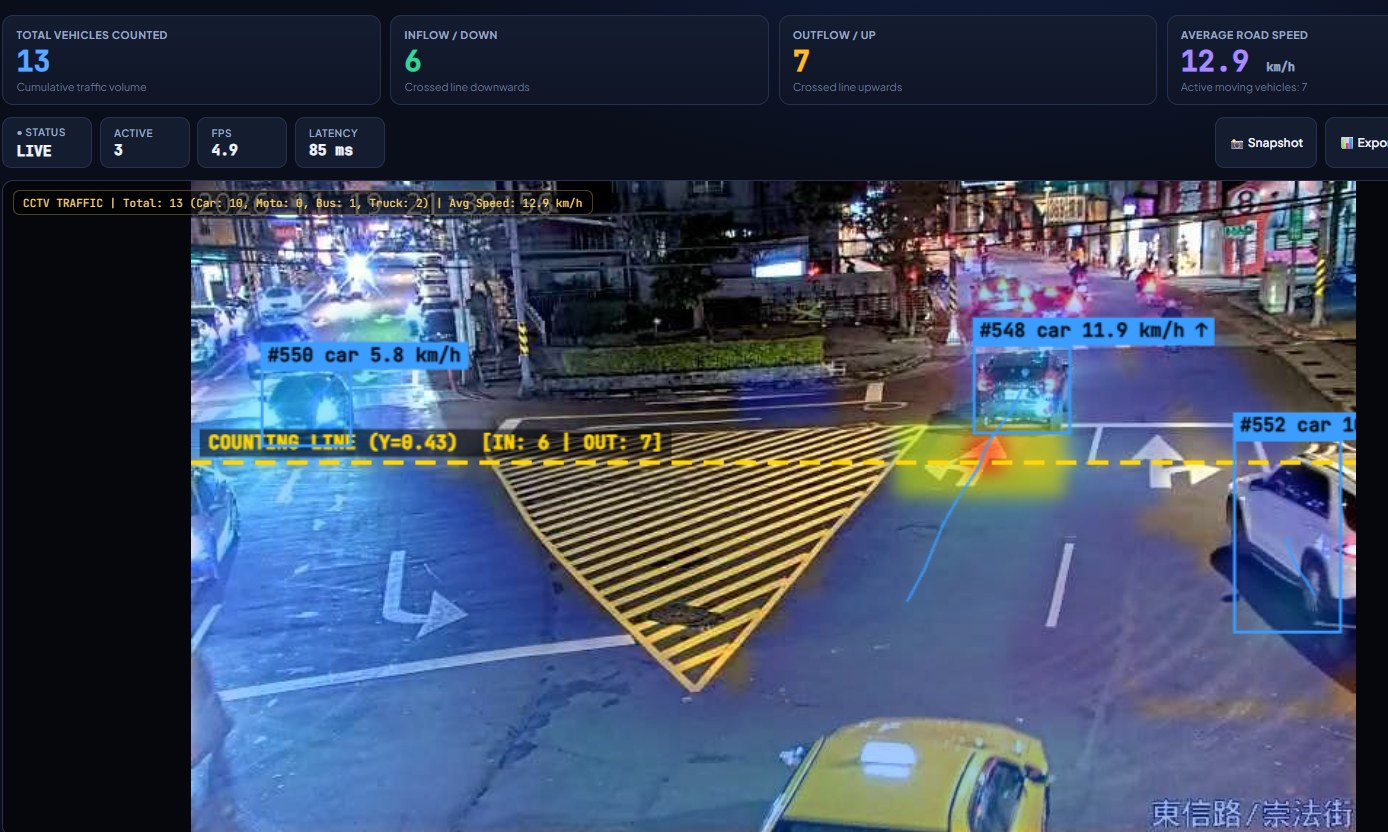 TOTAL VEHICLES COUNTED
13
Cumulative traffic volume
INFLOW / DOWN
6
Crossed line downwards
OUTFLOW / UP
7
Crossed line upwards
AVERAGE ROAD SPEED
12.9 km/h
Active moving vehicles: 7
• STATUS
LIVE
ACTIVE
3
FPS
4.9
LATENCY
85 ms
Snapshot
Expor
CCTV TRAFFIC | Total: 13 (Car: 10, Moto: 0, Bus: 1, Truck: 2) | Avg Speed: 12.9 km/h
#548 car 11.9 km/h ↑
#550 car 5.8 km/h
#552 car 1
COUNTING LINE (Y=0.43) [IN: 6 | OUT: 7]
東信路/崇法街